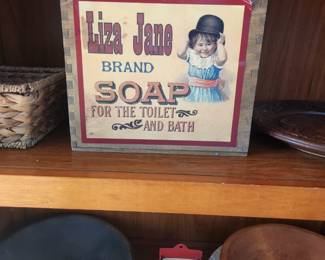 Liza Jane
BRAND
SOAP
FOR THE TOILET
AND BATH